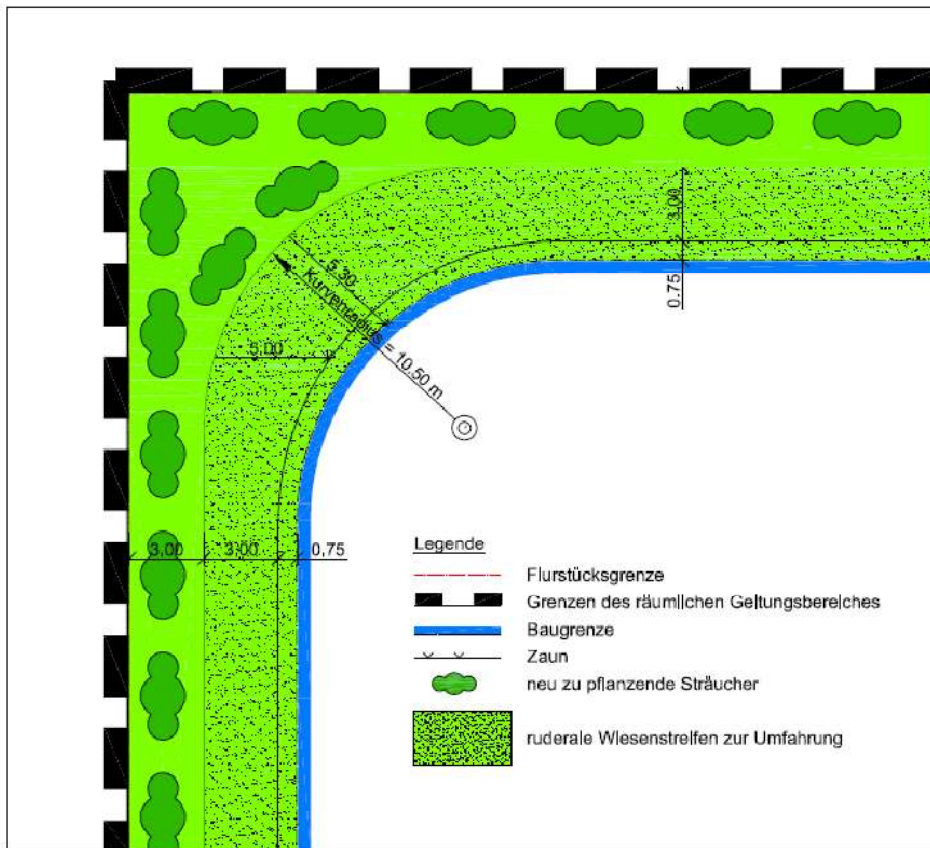 3,00
0.75
5.30
Kurvenradius = 10.50 m
5,00
3,00 3,00 0,75
Legende
Flurstücksgrenze
Grenzen des räumlichen Geltungsbereiches
Baugrenze
Zaun
neu zu pflanzende Sträucher
ruderale Wiesenstreifen zur Umfahrung